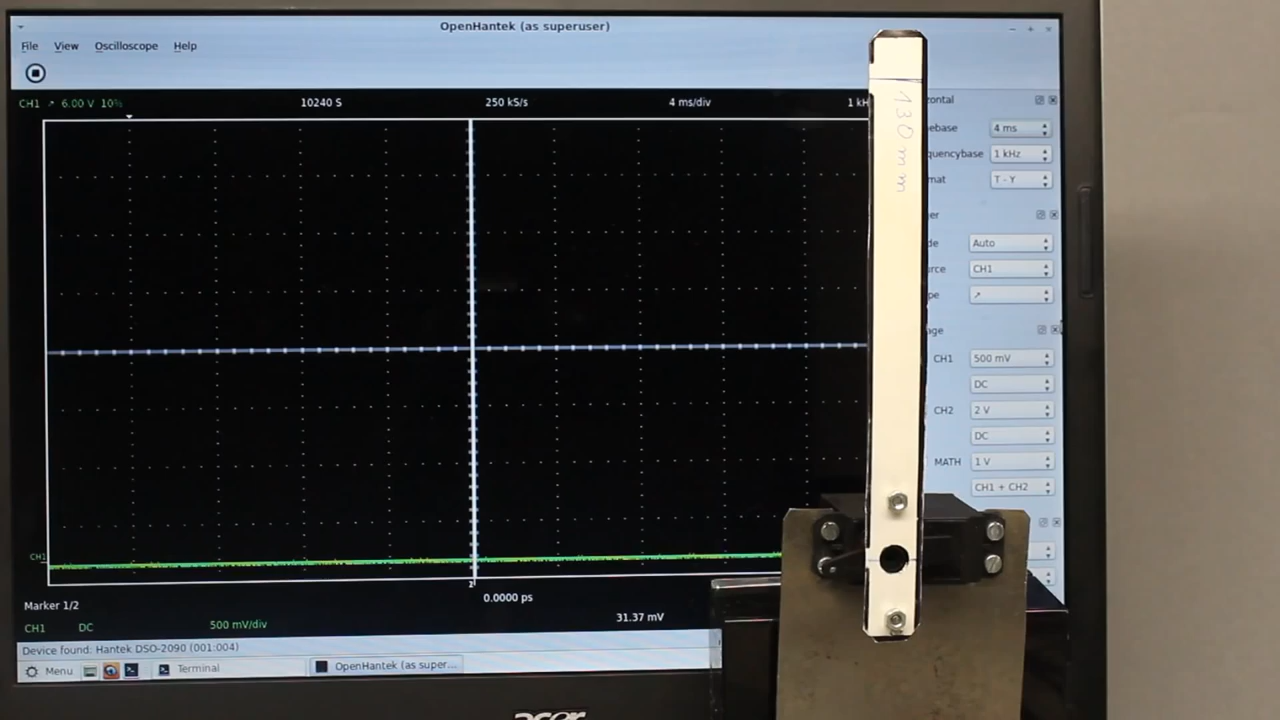 OpenHantek (as superuser)
File View Oscilloscope Help
CH1 ↗ 6.00 V 10% 10240 S 250 kS/s 4 ms/div 1 kH
zontal
ebase 4 ms
quencybase 1 kHz
mat T - Y
er
de Auto
urce CH1
pe ↗
age
CH1 500 mV
DC
CH2 2 V
DC
MATH 1 V
CH1 + CH2
130 mm
CH1
Marker 1/2 0.0000 ps
CH1 DC 500 mV/div 31.37 mV
Device found: Hantek DSO-2090 (001:004)
Menu Terminal OpenHantek (as super...
acer